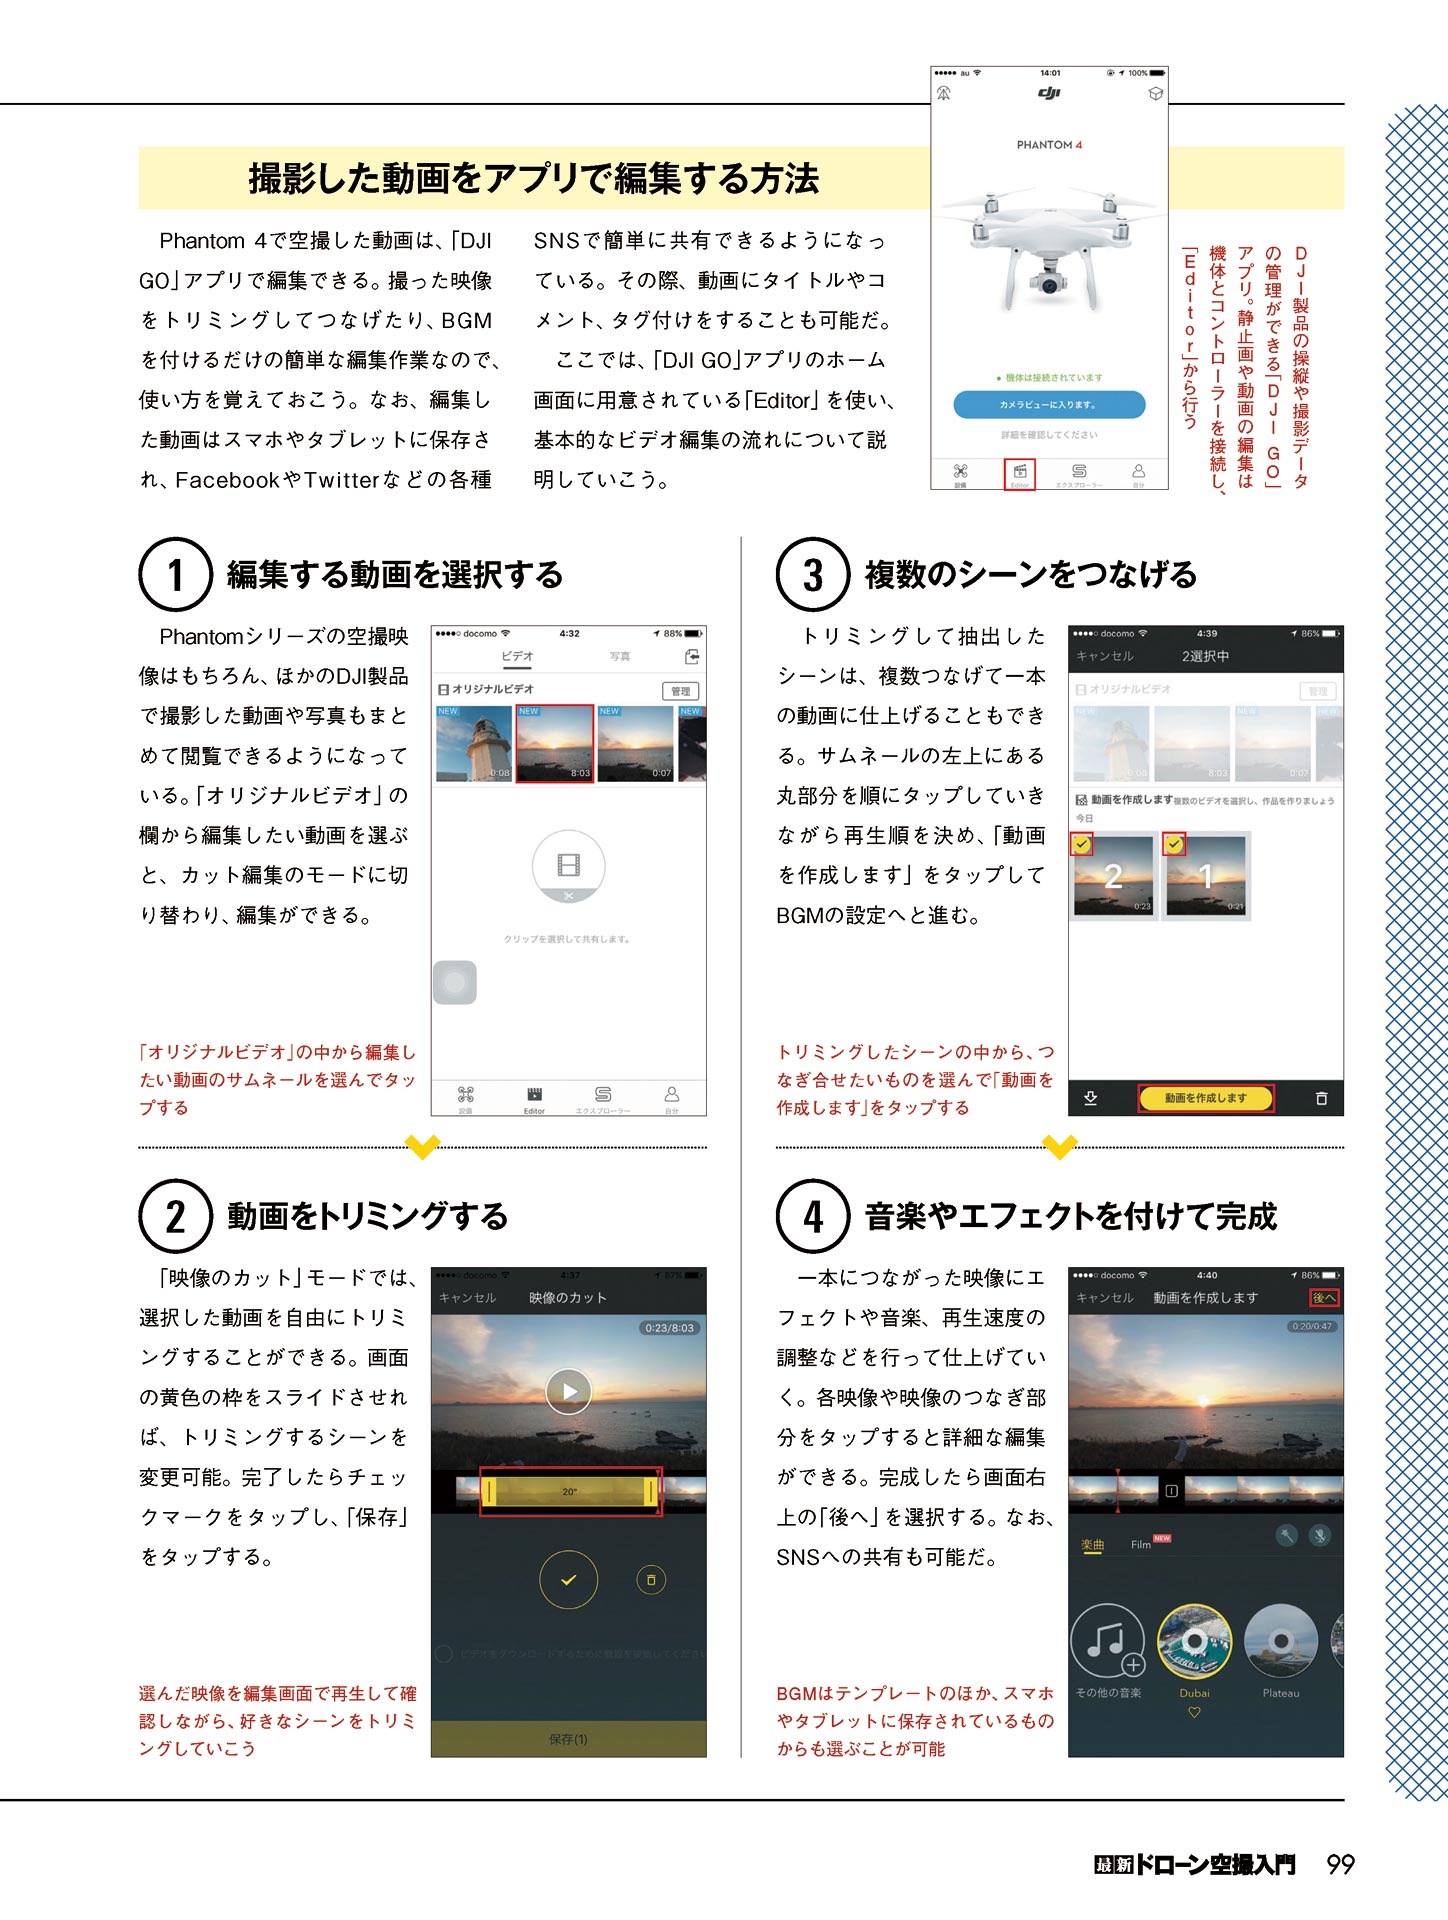 撮影した動画をアプリで編集する方法
Phantom 4で空撮した動画は、「DJI
GO」アプリで編集できる。撮った映像
をトリミングしてつなげたり、BGM
を付けるだけの簡単な編集作業なので、
使い方を覚えておこう。なお、編集し
た動画はスマホやタブレットに保存さ
れ、FacebookやTwitterなどの各種
SNSで簡単に共有できるようになっ
ている。その際、動画にタイトルやコ
メント、タグ付けをすることも可能だ。
ここでは、「DJI GO」アプリのホーム
画面に用意されている「Editor」を使い、
基本的なビデオ編集の流れについて説
明していこう。
au
14:01
100%
dji
PHANTOM 4
機体は接続されています
カメラビューに入ります。
詳細を確認してください
設備
Editor
エクスプローラー
自分
DJI製品の操縦や撮影データ
の管理ができる「DJI GO」
アプリ。静止画や動画の編集は
機体とコントローラーを接続し、
「Editor」から行う
1 編集する動画を選択する
Phantomシリーズの空撮映
像はもちろん、ほかのDJI製品
で撮影した動画や写真もまと
めて閲覧できるようになって
いる。「オリジナルビデオ」の
欄から編集したい動画を選ぶ
と、カット編集のモードに切
り替わり、編集ができる。
「オリジナルビデオ」の中から編集し
たい動画のサムネールを選んでタッ
プする
docomo
4:32
88%
ビデオ
写真
オリジナルビデオ
管理
NEW
NEW
NEW
NEW
0:08
8:03
0:07
クリップを選択して共有します。
設備
Editor
エクスプローラー
自分
2 動画をトリミングする
「映像のカット」モードでは、
選択した動画を自由にトリミ
ングすることができる。画面
の黄色の枠をスライドさせれ
ば、トリミングするシーンを
変更可能。完了したらチェッ
クマークをタップし、「保存」
をタップする。
選んだ映像を編集画面で再生して確
認しながら、好きなシーンをトリミ
ングしていこう
docomo
4:37
87%
キャンセル
映像のカット
0:23/8:03
20"
ビデオをダウンロードするために機器を接続してくださ
保存(1)
3 複数のシーンをつなげる
トリミングして抽出した
シーンは、複数つなげて一本
の動画に仕上げることもでき
る。サムネールの左上にある
丸部分を順にタップしていき
ながら再生順を決め、「動画
を作成します」をタップして
BGMの設定へと進む。
トリミングしたシーンの中から、つ
なぎ合せたいものを選んで「動画を
作成します」をタップする
docomo
4:39
86%
キャンセル
2選択中
オリジナルビデオ
管理
NEW
NEW
NEW
NEW
0:08
8:03
0:07
動画を作成します複数のビデオを選択し、作品を作りましょう
今日
2
0:23
1
0:21
動画を作成します
4 音楽やエフェクトを付けて完成
一本につながった映像にエ
フェクトや音楽、再生速度の
調整などを行って仕上げてい
く。各映像や映像のつなぎ部
分をタップすると詳細な編集
ができる。完成したら画面右
上の「後へ」を選択する。なお、
SNSへの共有も可能だ。
BGMはテンプレートのほか、スマホ
やタブレットに保存されているもの
からも選ぶことが可能
docomo
4:40
86%
キャンセル
動画を作成します
後へ
0:20/0:47
楽曲
Film
NEW
その他の音楽
Dubai
Plateau
最新ドローン空撮入門
99